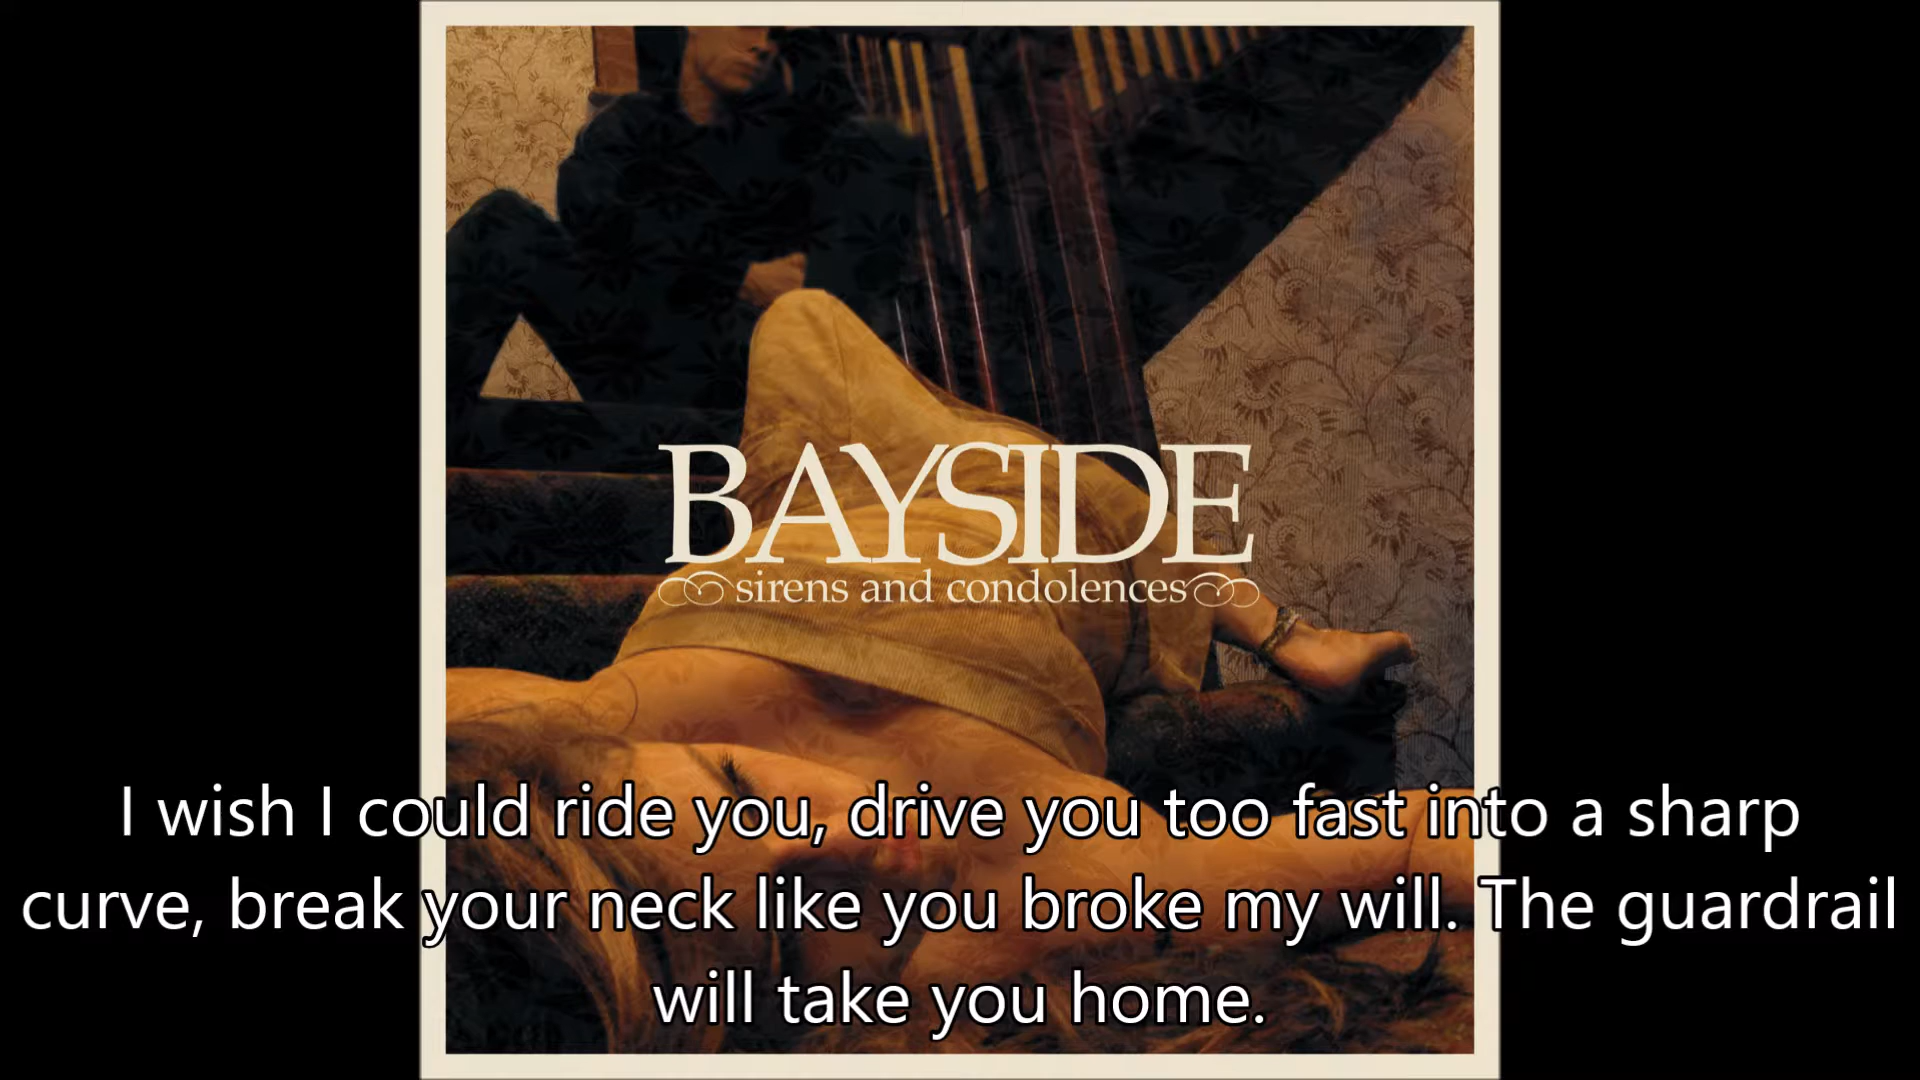 BAYSIDE
sirens and condolences
I wish I could ride you, drive you too fast into a sharp
curve, break your neck like you broke my will. The guardrail
will take you home.